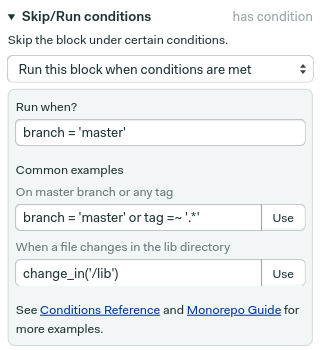 ▼ Skip/Run conditions has condition
Skip the block under certain conditions.
Run this block when conditions are met
Run when?
branch = 'master'
Common examples
On master branch or any tag
branch = 'master' or tag =~ '.*' Use
When a file changes in the lib directory
change_in('/lib') Use
See Conditions Reference and Monorepo Guide for
more examples.